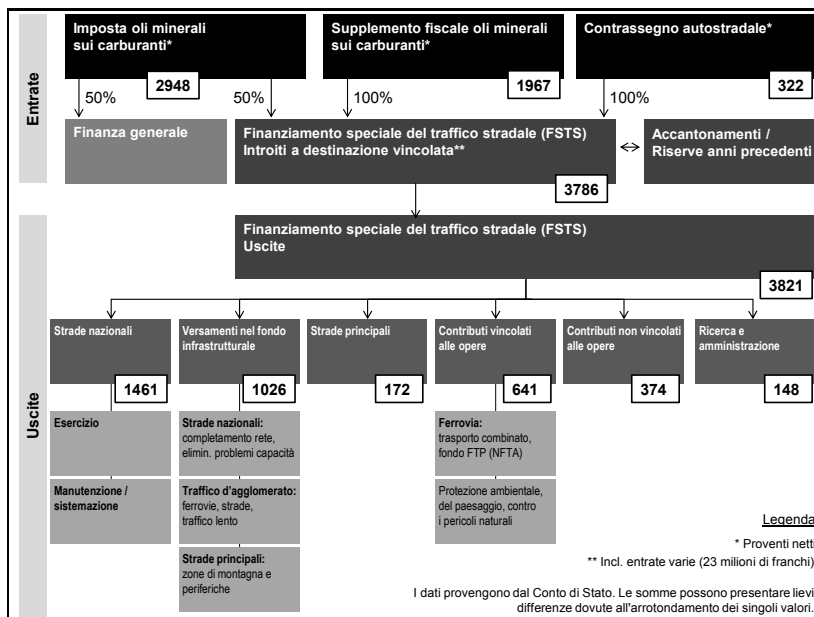 Entrate
Imposta oli minerali
sui carburanti*
2948
Supplemento fiscale oli minerali
sui carburanti*
1967
Contrassegno autostradale*
322
50%
50%
100%
100%
Finanza generale
Finanziamento speciale del traffico stradale (FSTS)
Introiti a destinazione vincolata**
3786
Accantonamenti /
Riserve anni precedenti
Uscite
Finanziamento speciale del traffico stradale (FSTS)
Uscite
3821
Strade nazionali
1461
Versamenti nel fondo
infrastrutturale
1026
Strade principali
172
Contributi vincolati
alle opere
641
Contributi non vincolati
alle opere
374
Ricerca e
amministrazione
148
Esercizio
Manutenzione /
sistemazione
Strade nazionali:
completamento rete,
elimin. problemi capacità
Traffico d'agglomerato:
ferrovie, strade,
traffico lento
Strade principali:
zone di montagna e
periferiche
Ferrovia:
trasporto combinato,
fondo FTP (NFTA)
Protezione ambientale,
del paesaggio, contro
i pericoli naturali
Legenda
* Proventi netti
** Incl. entrate varie (23 milioni di franchi)
I dati provengono dal Conto di Stato. Le somme possono presentare lievi
differenze dovute all'arrotondamento dei singoli valori.